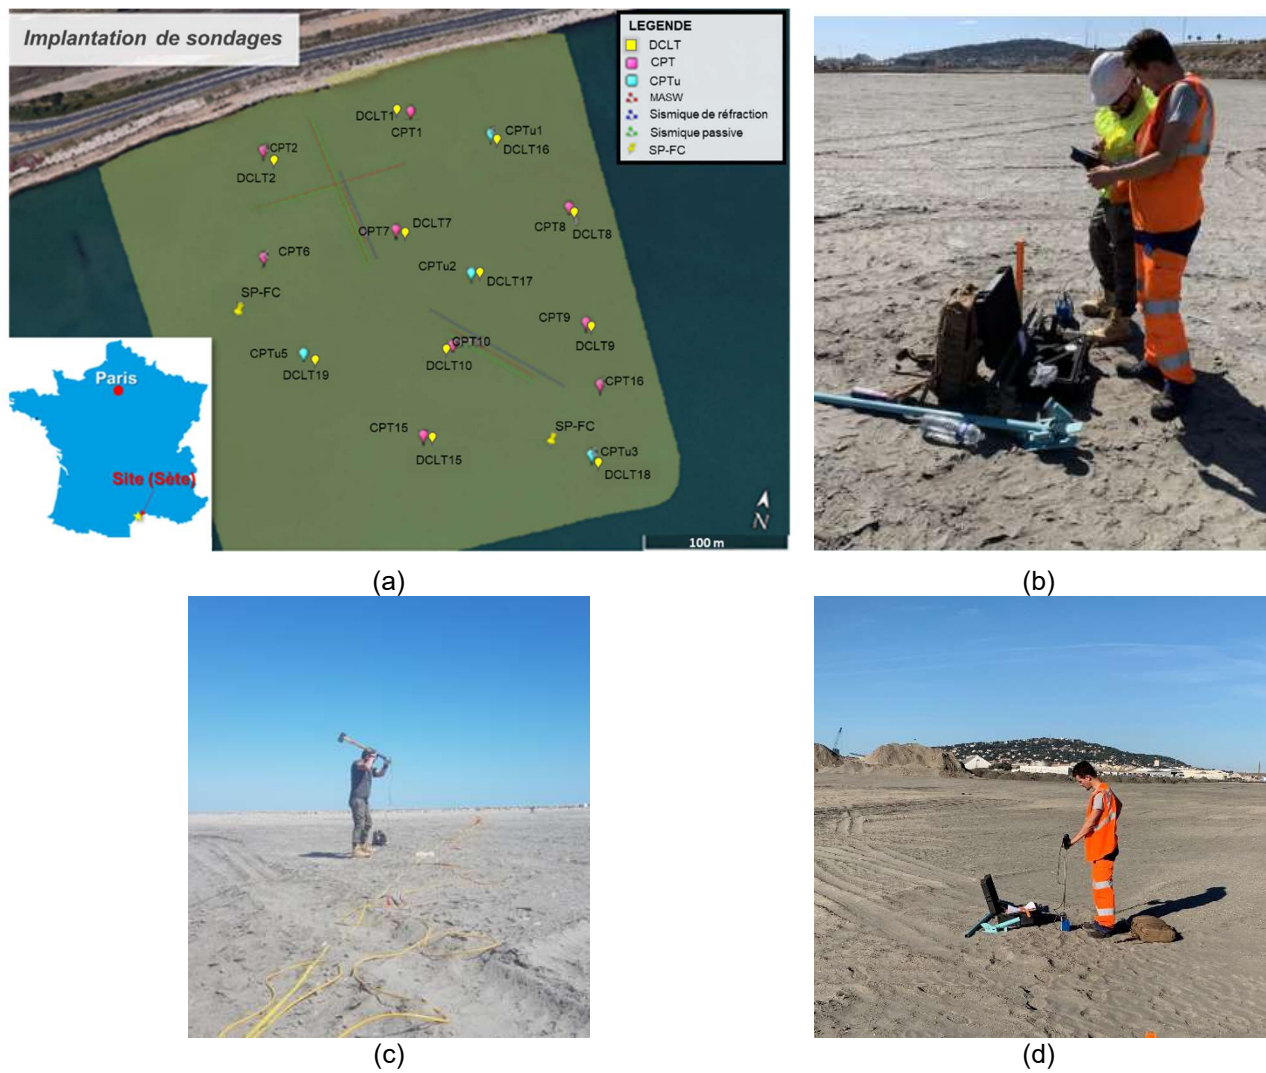 Implantation de sondages
LEGENDE
DCLT
CPT
CPTu
MASW
Sismique de réfraction
Sismique passive
SP-FC
DCLT1
CPT1
CPTu1
DCLT16
CPT2
DCLT2
CPT8
DCLT8
DCLT7
CPT7
CPT6
CPTu2
DCLT17
SP-FC
CPT9
DCLT9
CPTu5
DCLT19
CPT10
DCLT10
CPT16
CPT15
DCLT15
SP-FC
CPTu3
DCLT18
Paris
Site (Sète)
N
100 m
(a)
(b)
(c)
(d)